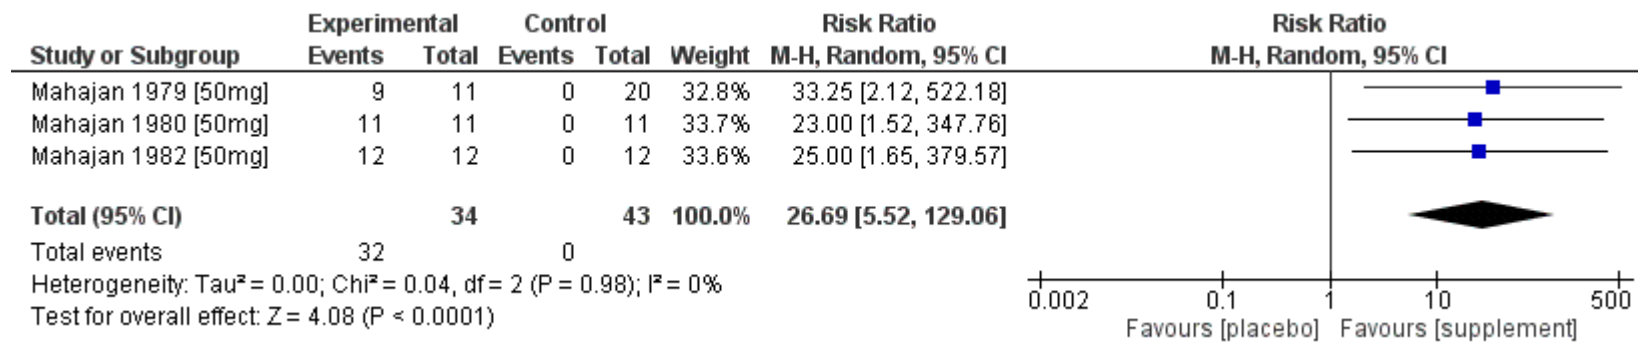 Experimental Control Risk Ratio Risk Ratio
Study or Subgroup Events Total Events Total Weight M-H, Random, 95% CI M-H, Random, 95% CI
Mahajan 1979 [50mg] 9 11 0 20 32.8% 33.25 [2.12, 522.18]
Mahajan 1980 [50mg] 11 11 0 11 33.7% 23.00 [1.52, 347.76]
Mahajan 1982 [50mg] 12 12 0 12 33.6% 25.00 [1.65, 379.57]
Total (95% CI) 34 43 100.0% 26.69 [5.52, 129.06]
Total events 32 0
Heterogeneity: Tau² = 0.00; Chi² = 0.04, df = 2 (P = 0.98); I² = 0%
Test for overall effect: Z = 4.08 (P < 0.0001)
0.002 0.1 1 10 500
Favours [placebo] Favours [supplement]